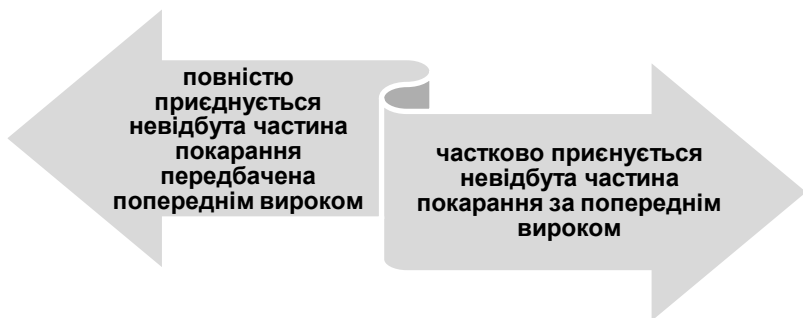 повністю
приєднується
невідбута частина
покарання
передбачена
попереднім вироком
частково приєнується
невідбута частина
покарання за попереднім
вироком